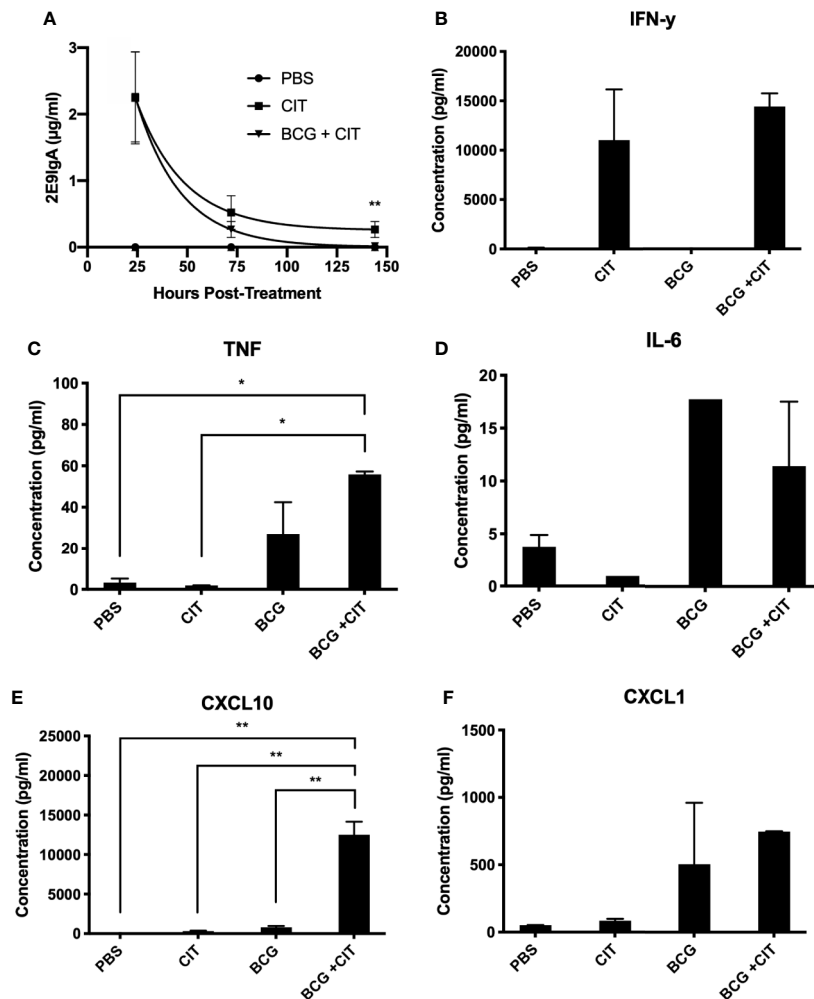 A
3
2
1
0
0
25
50
75
100
125
150
2E9IgA (µg/ml)
Hours Post-Treatment
PBS
CIT
BCG + CIT
**
B
IFN-y
20000
15000
10000
5000
0
Concentration (pg/ml)
PBS
CIT
BCG
BCG +CIT
C
TNF
100
80
60
40
20
0
Concentration (pg/ml)
*
*
PBS
CIT
BCG
BCG +CIT
D
IL-6
20
15
10
5
0
Concentration (pg/ml)
PBS
CIT
BCG
BCG +CIT
E
CXCL10
25000
20000
15000
10000
5000
0
Concentration (pg/ml)
**
**
**
PBS
CIT
BCG
BCG +CIT
F
CXCL1
1500
1000
500
0
Concentration (pg/ml)
PBS
CIT
BCG
BCG +CIT